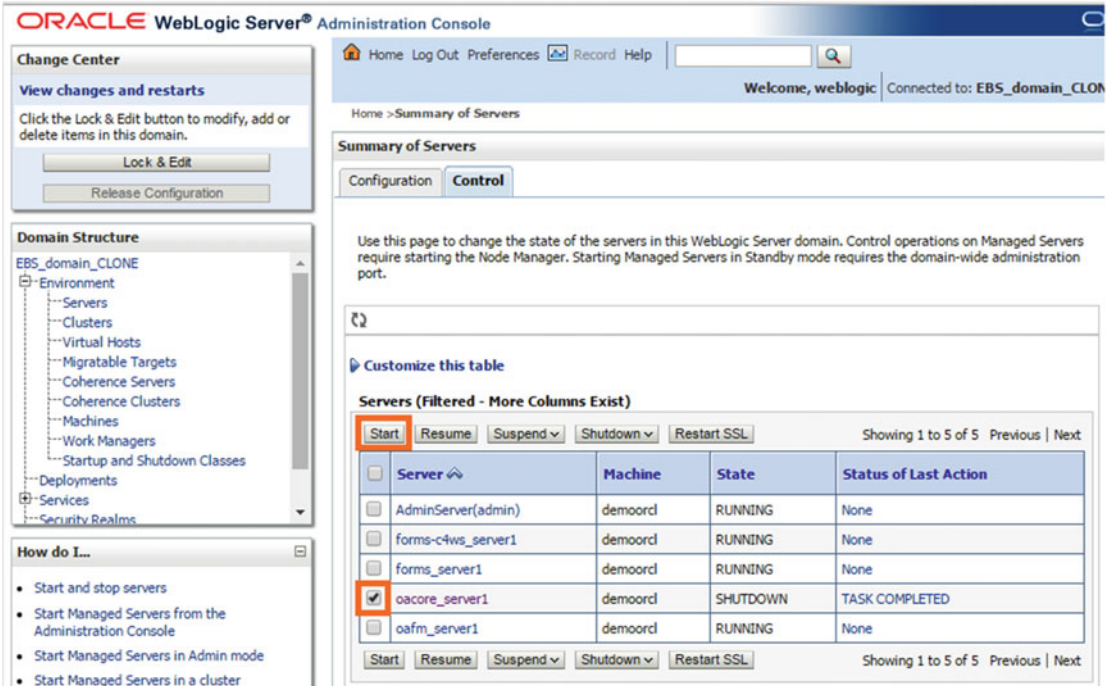 ORACLE WebLogic Server® Administration Console
Change Center
View changes and restarts
Click the Lock & Edit button to modify, add or
delete items in this domain.
Lock & Edit
Release Configuration
Domain Structure
EBS_domain_CLONE
Environment
Servers
Clusters
Virtual Hosts
Migratable Targets
Coherence Servers
Coherence Clusters
Machines
Work Managers
Startup and Shutdown Classes
Deployments
Services
Security Realms
How do I...
Start and stop servers
Start Managed Servers from the
Administration Console
Start Managed Servers in Admin mode
Start Managed Servers in a cluster
Home Log Out Preferences Record Help
Welcome, weblogic Connected to: EBS_domain_CLON
Home >Summary of Servers
Summary of Servers
Configuration Control
Use this page to change the state of the servers in this WebLogic Server domain. Control operations on Managed Servers
require starting the Node Manager. Starting Managed Servers in Standby mode requires the domain-wide administration
port.
Customize this table
Servers (Filtered - More Columns Exist)
Start Resume Suspend Shutdown Restart SSL Showing 1 to 5 of 5 Previous | Next
Server Machine State Status of Last Action
AdminServer(admin) demoorcl RUNNING None
forms-c4ws_server1 demoorcl RUNNING None
forms_server1 demoorcl RUNNING None
oacore_server1 demoorcl SHUTDOWN TASK COMPLETED
oafm_server1 demoorcl RUNNING None
Start Resume Suspend Shutdown Restart SSL Showing 1 to 5 of 5 Previous | Next